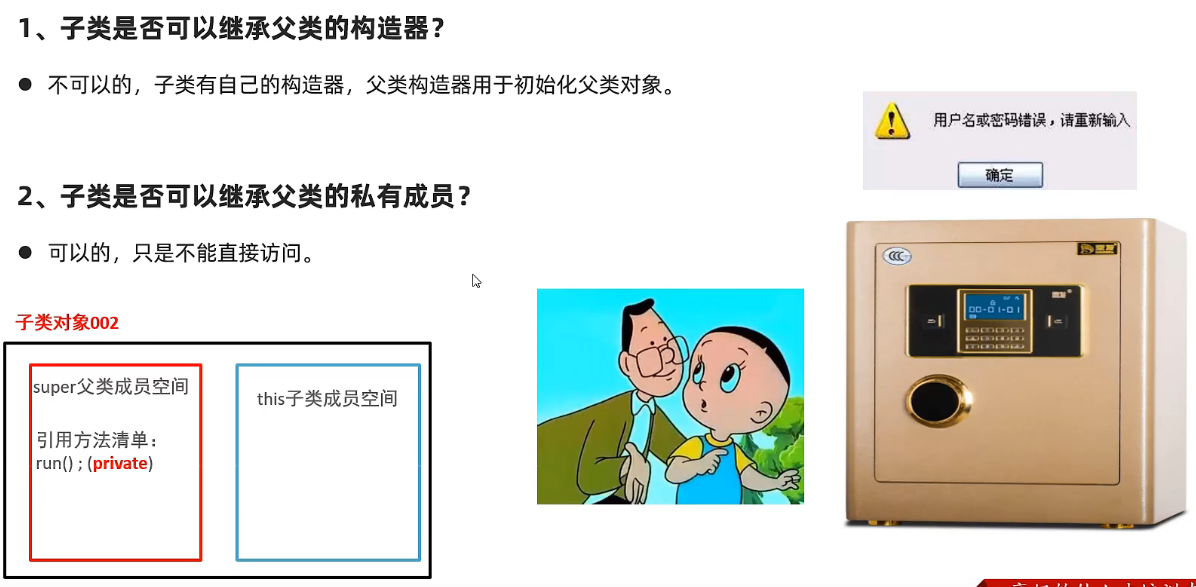 1、子类是否可以继承父类的构造器？
● 不可以的，子类有自己的构造器，父类构造器用于初始化父类对象。
用户名或密码错误，请重新输入
确定
2、子类是否可以继承父类的私有成员？
● 可以的，只是不能直接访问。
子类对象002
super父类成员空间
引用方法清单：
run() ; (private)
this子类成员空间
00-01-01